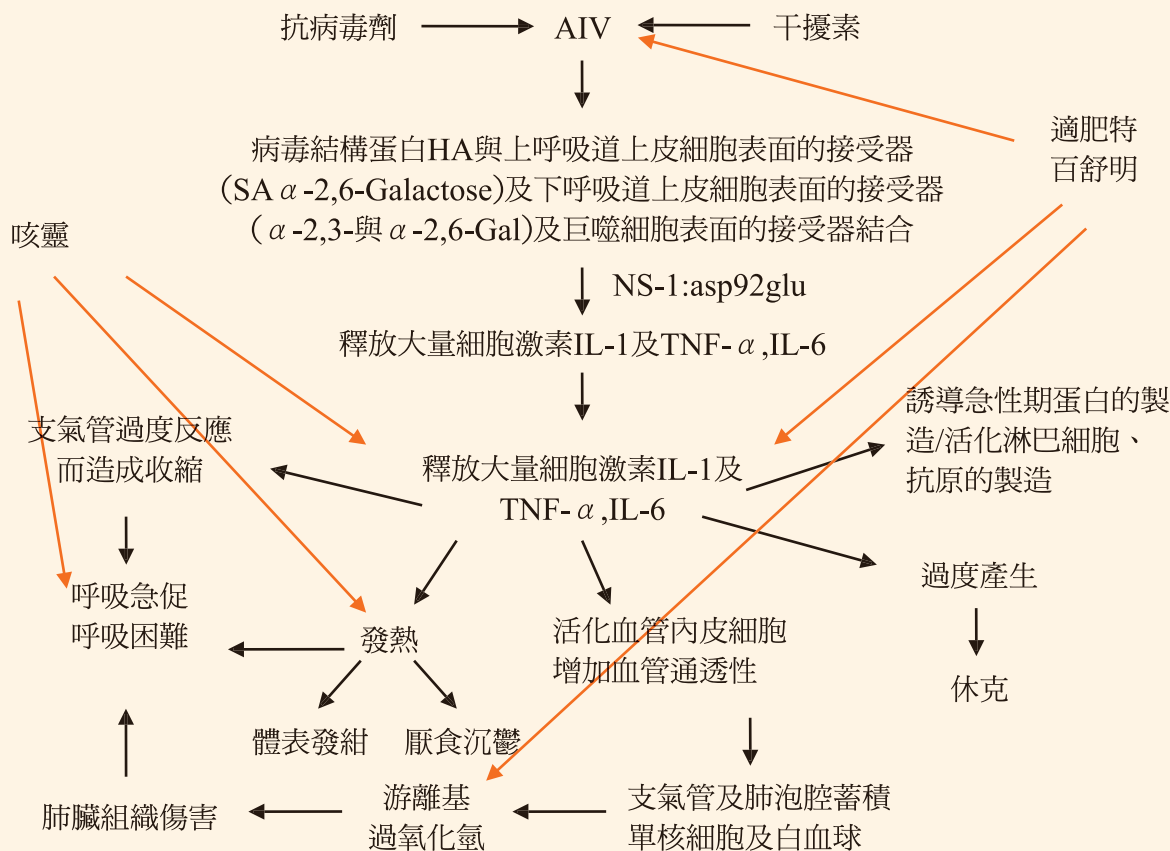 抗病毒劑
AIV
干擾素
適肥特
百舒明
病毒結構蛋白HA與上呼吸道上皮細胞表面的接受器
(SA α-2,6-Galactose)及下呼吸道上皮細胞表面的接受器
(α-2,3-與α-2,6-Gal)及巨噬細胞表面的接受器結合
咳靈
NS-1:asp92glu
釋放大量細胞激素IL-1及TNF-α,IL-6
支氣管過度反應
而造成收縮
釋放大量細胞激素IL-1及
TNF-α,IL-6
誘導急性期蛋白的製
造/活化淋巴細胞、
抗原的製造
呼吸急促
呼吸困難
發熱
活化血管內皮細胞
增加血管通透性
過度產生
休克
體表發紺
厭食沉鬱
肺臟組織傷害
游離基
過氧化氫
支氣管及肺泡腔蓄積
單核細胞及白血球